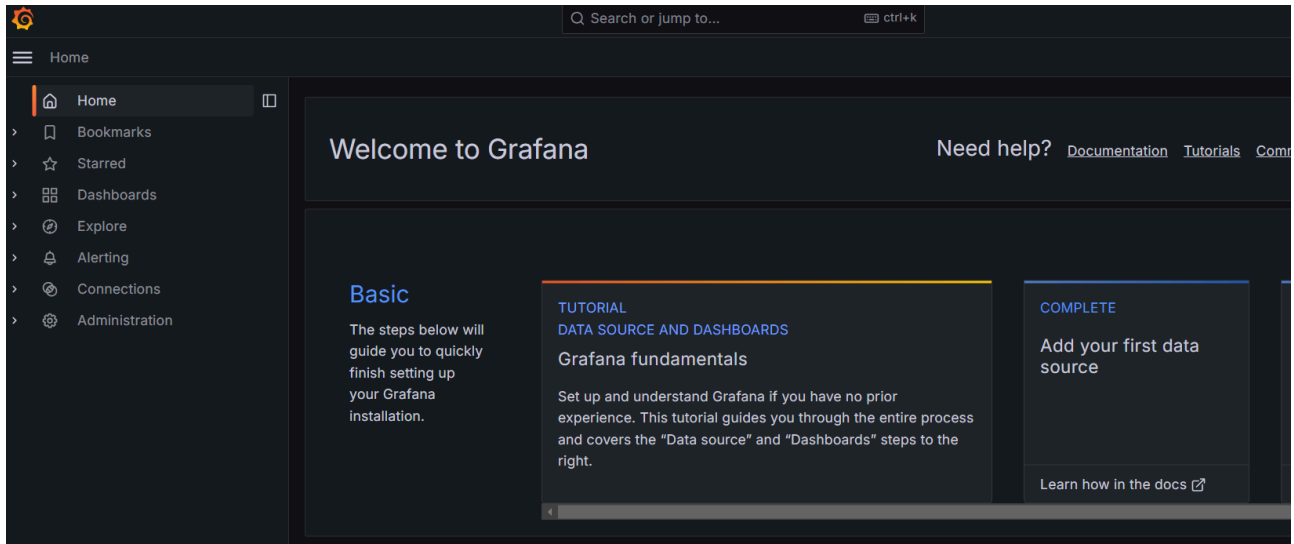 Search or jump to... ctrl+k
Home
Home
Bookmarks
Starred
Dashboards
Explore
Alerting
Connections
Administration
Welcome to Grafana
Need help? Documentation Tutorials
Basic
The steps below will
guide you to quickly
finish setting up
your Grafana
installation.
TUTORIAL
DATA SOURCE AND DASHBOARDS
Grafana fundamentals
Set up and understand Grafana if you have no prior
experience. This tutorial guides you through the entire process
and covers the “Data source” and “Dashboards” steps to the
right.
COMPLETE
Add your first data
source
Learn how in the docs